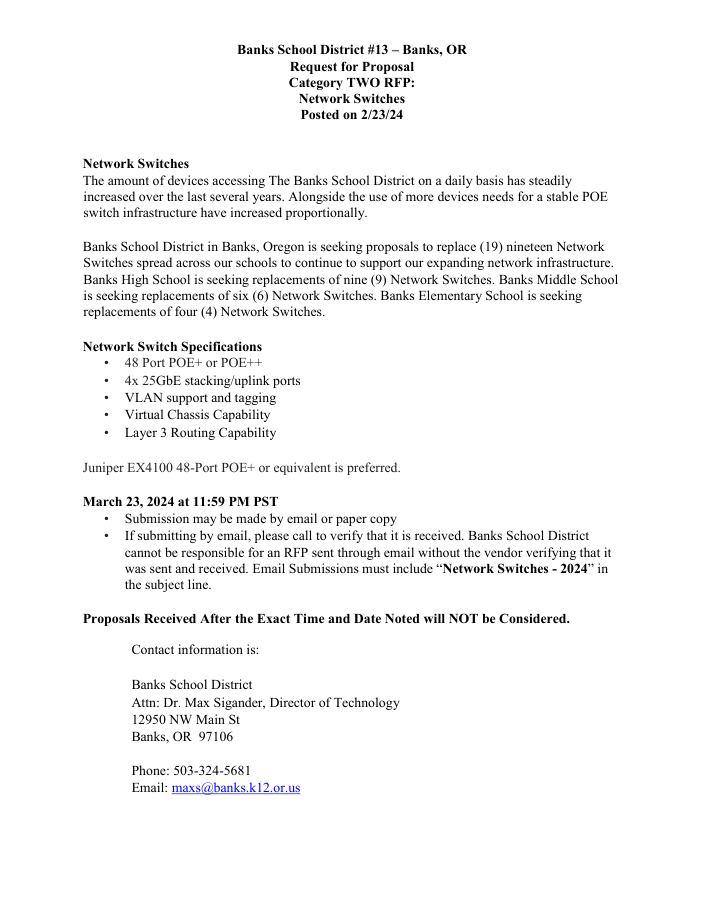 Banks School District #13 – Banks, OR
Request for Proposal
Category TWO RFP:
Network Switches
Posted on 2/23/24
Network Switches
The amount of devices accessing The Banks School District on a daily basis has steadily
increased over the last several years. Alongside the use of more devices needs for a stable POE
switch infrastructure have increased proportionally.
Banks School District in Banks, Oregon is seeking proposals to replace (19) nineteen Network
Switches spread across our schools to continue to support our expanding network infrastructure.
Banks High School is seeking replacements of nine (9) Network Switches. Banks Middle School
is seeking replacements of six (6) Network Switches. Banks Elementary School is seeking
replacements of four (4) Network Switches.
Network Switch Specifications
• 48 Port POE+ or POE++
• 4x 25GbE stacking/uplink ports
• VLAN support and tagging
• Virtual Chassis Capability
• Layer 3 Routing Capability
Juniper EX4100 48-Port POE+ or equivalent is preferred.
March 23, 2024 at 11:59 PM PST
• Submission may be made by email or paper copy
• If submitting by email, please call to verify that it is received. Banks School District
cannot be responsible for an RFP sent through email without the vendor verifying that it
was sent and received. Email Submissions must include “Network Switches - 2024” in
the subject line.
Proposals Received After the Exact Time and Date Noted will NOT be Considered.
Contact information is:
Banks School District
Attn: Dr. Max Sigander, Director of Technology
12950 NW Main St
Banks, OR  97106
Phone: 503-324-5681
Email: maxs@banks.k12.or.us